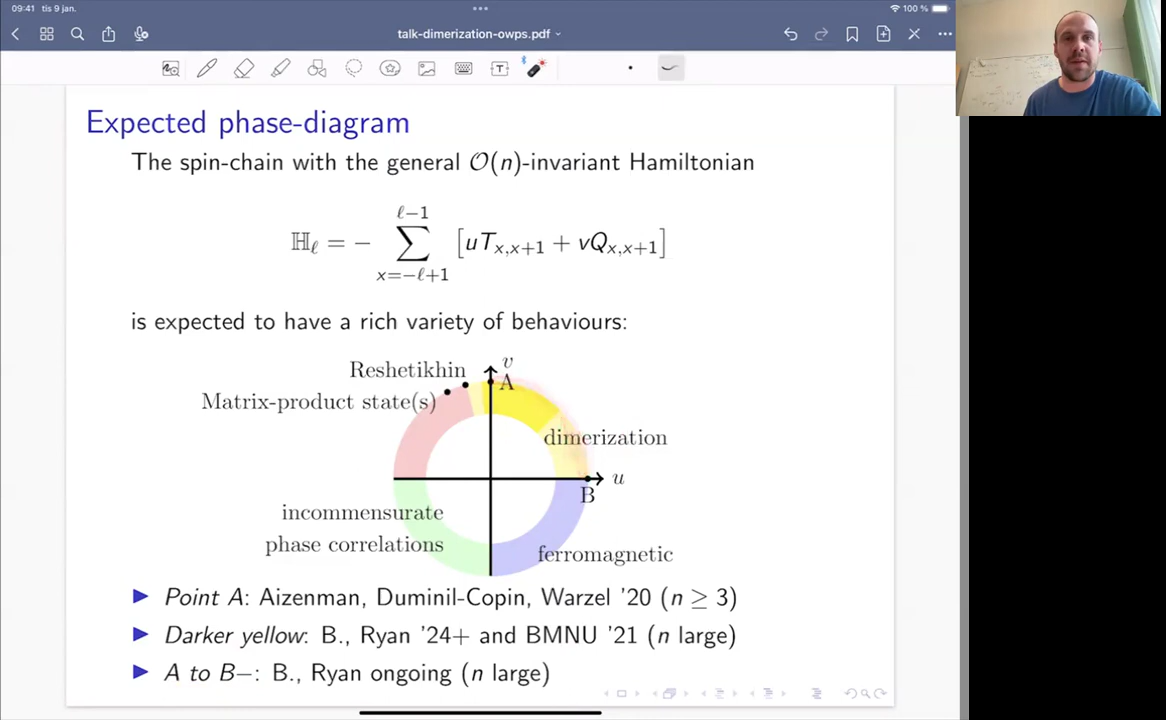 09:41 tis 9 jan.
100 %
talk-dimerization-owps.pdf
Expected phase-diagram
The spin-chain with the general 𝒪(n)-invariant Hamiltonian
ℍ_ℓ = − ∑_{x=−ℓ+1}^{ℓ−1} [uT_{x,x+1} + vQ_{x,x+1}]
is expected to have a rich variety of behaviours:
v
Reshetikhin
A
Matrix-product state(s)
dimerization
u
B
incommensurate
phase correlations
ferromagnetic
▶ Point A: Aizenman, Duminil-Copin, Warzel '20 (n ≥ 3)
▶ Darker yellow: B., Ryan '24+ and BMNU '21 (n large)
▶ A to B−: B., Ryan ongoing (n large)